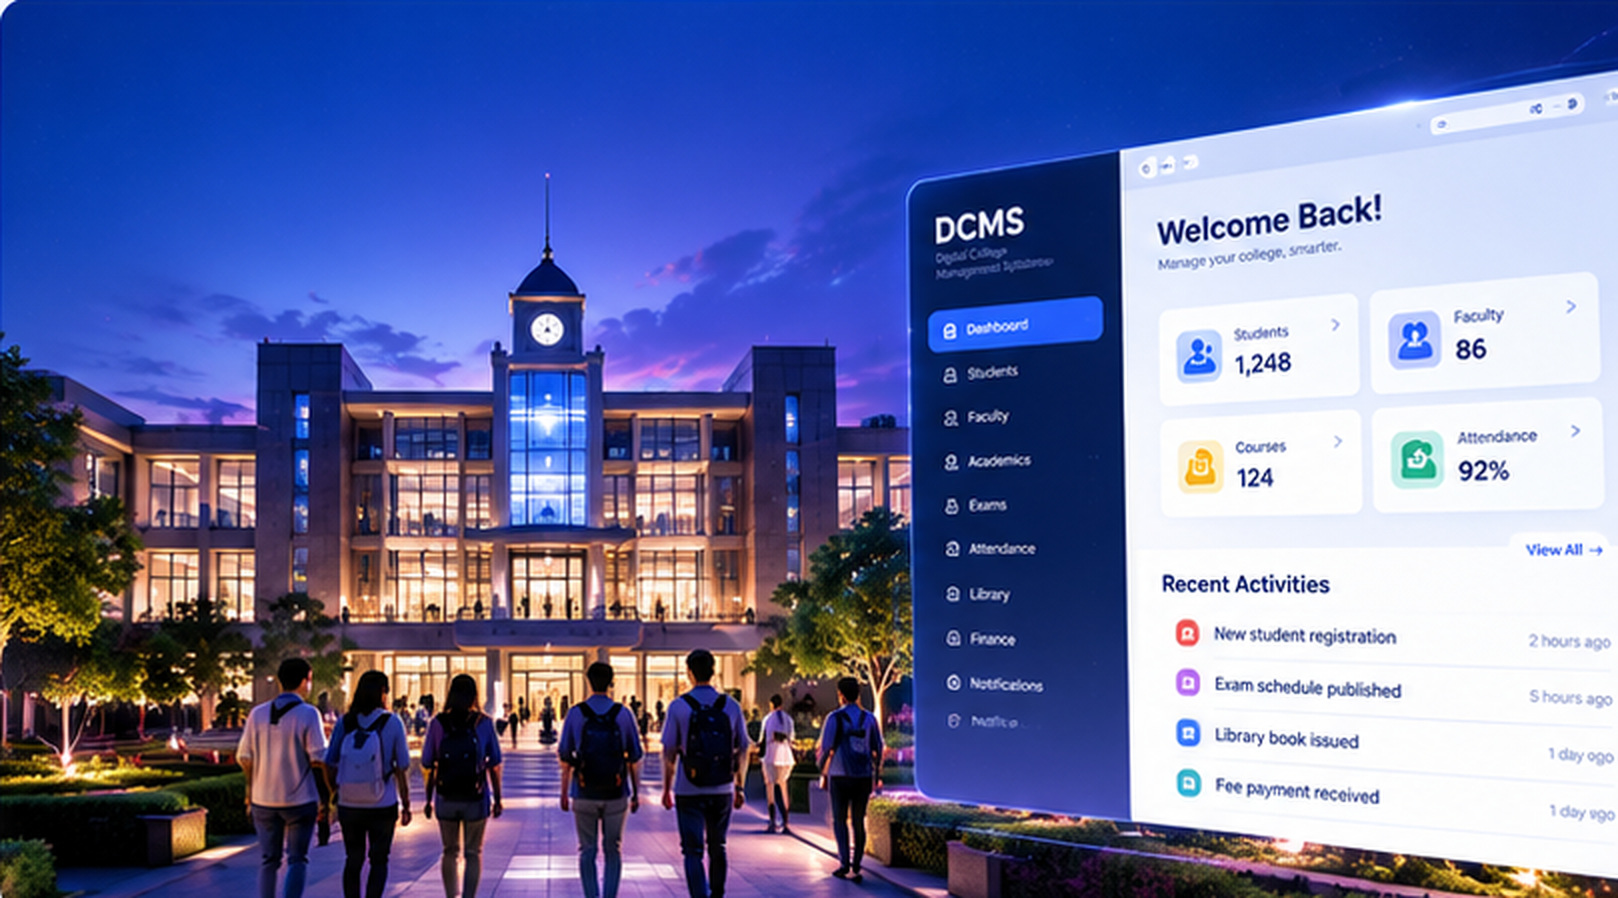 DCMS
Welcome Back!
Manage your college, smarter.
Dashboard
Students
Faculty
Academics
Exams
Attendance
Library
Finance
Notifications
Students
1,248
Faculty
86
Courses
124
Attendance
92%
View All →
Recent Activities
New student registration
2 hours ago
Exam schedule published
5 hours ago
Library book issued
1 day ogo
Fee payment received
1 day